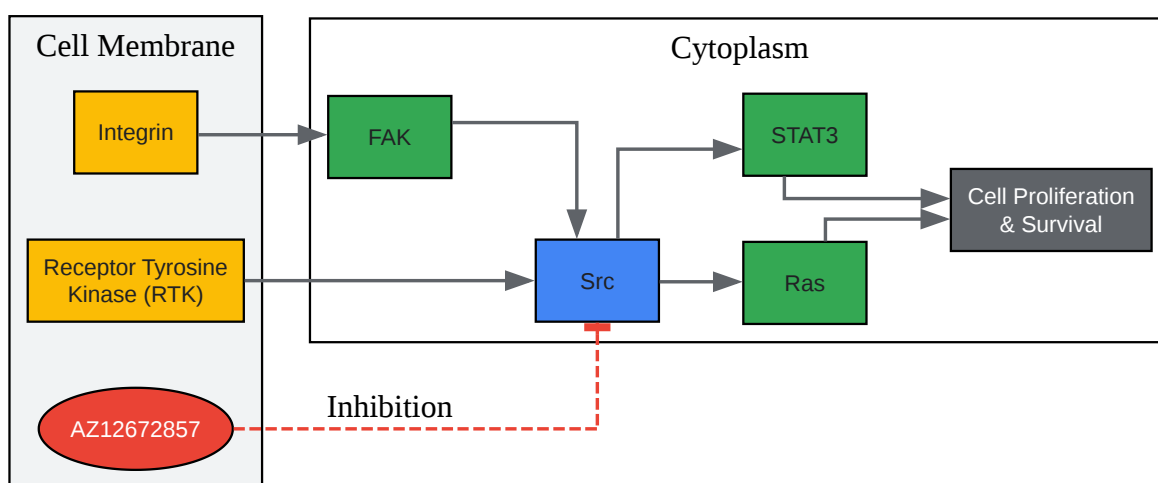 Cell Membrane
Cytoplasm
Integrin
FAK
STAT3
Cell Proliferation
& Survival
Receptor Tyrosine
Kinase (RTK)
Src
Ras
Inhibition
AZ12672857